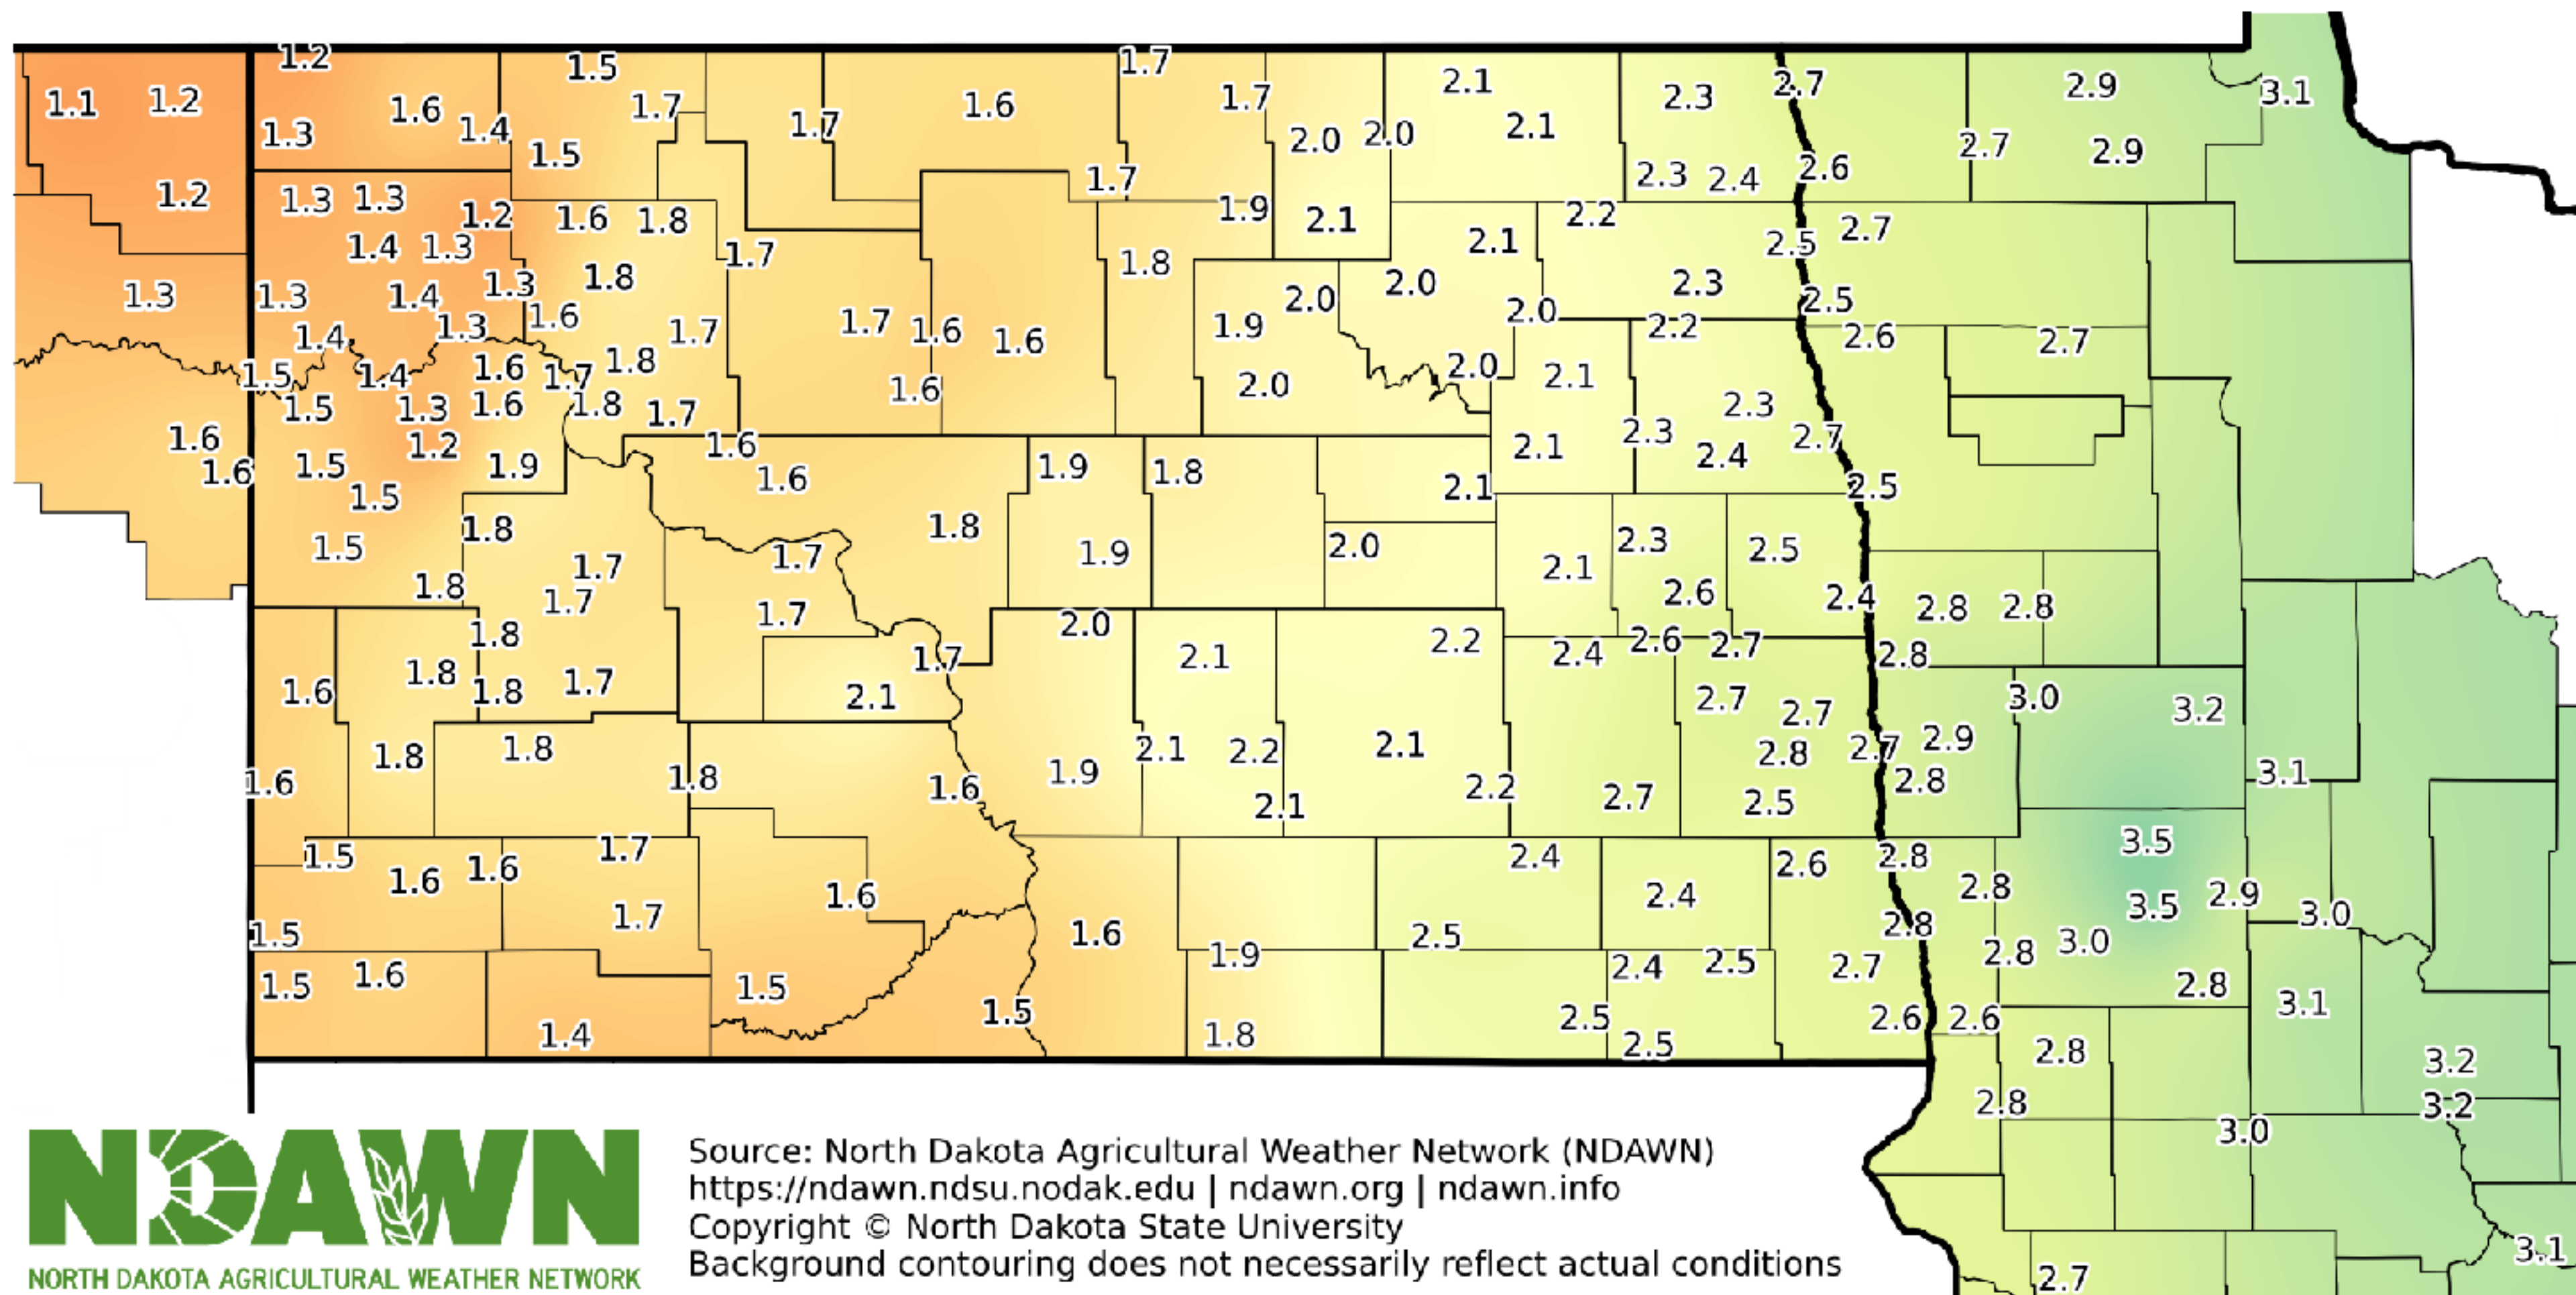 1.2 1.5 1.7
1.1 1.2 1.6 1.7 1.6 1.7 2.1 2.3 2.7 2.9 3.1
1.3 1.4 1.5 1.7 2.0 2.0 2.1 2.7 2.9
1.2 1.3 1.3 1.7 2.3 2.4 2.6
1.2 1.6 1.8 1.9 2.1 2.2
1.4 1.3 1.7 1.8 2.1 2.5 2.7
1.3 1.3 1.4 1.3 1.8 2.0 2.0 2.3 2.5
1.4 1.3 1.6 1.7 1.7 1.6 1.6 1.9 2.0 2.2 2.6 2.7
1.5 1.4 1.6 1.7 1.8 1.6 2.0 2.0 2.1
1.5 1.3 1.6 1.8 1.7 2.3
1.6 1.2 1.6 2.1 2.3 2.7
1.6 1.5 1.9 1.6 1.9 1.8 2.1 2.4 2.5
1.5 1.8 1.8
1.5 1.7 1.7 1.9 2.0 2.1 2.3 2.5
1.8 1.7 1.7 2.6 2.4 2.8 2.8
1.8 2.0 2.2 2.6 2.7
1.8 1.7 2.1 2.4 2.8
1.6 1.8 1.7 2.1 2.7 2.7 3.0 3.2
1.8 1.8 2.1 2.2 2.1 2.8 2.7 2.9
1.6 1.8 1.6 1.9 2.1 2.2 2.7 2.5 2.8 3.1
1.5 1.7 2.4 2.6 2.8 3.5
1.6 1.6 1.6 2.4 2.8 2.9
1.5 1.7 1.6 2.5 2.8 3.5 3.0
1.5 1.6 1.5 1.9 2.4 2.5 2.7 2.8 3.0 2.8
1.4 1.5 1.8 2.5 2.5 2.6 2.6 3.1
2.8 3.2
2.8 3.2
3.0
2.7 3.1
NDAWN
NORTH DAKOTA AGRICULTURAL WEATHER NETWORK
Source: North Dakota Agricultural Weather Network (NDAWN)
https://ndawn.ndsu.nodak.edu | ndawn.org | ndawn.info
Copyright © North Dakota State University
Background contouring does not necessarily reflect actual conditions